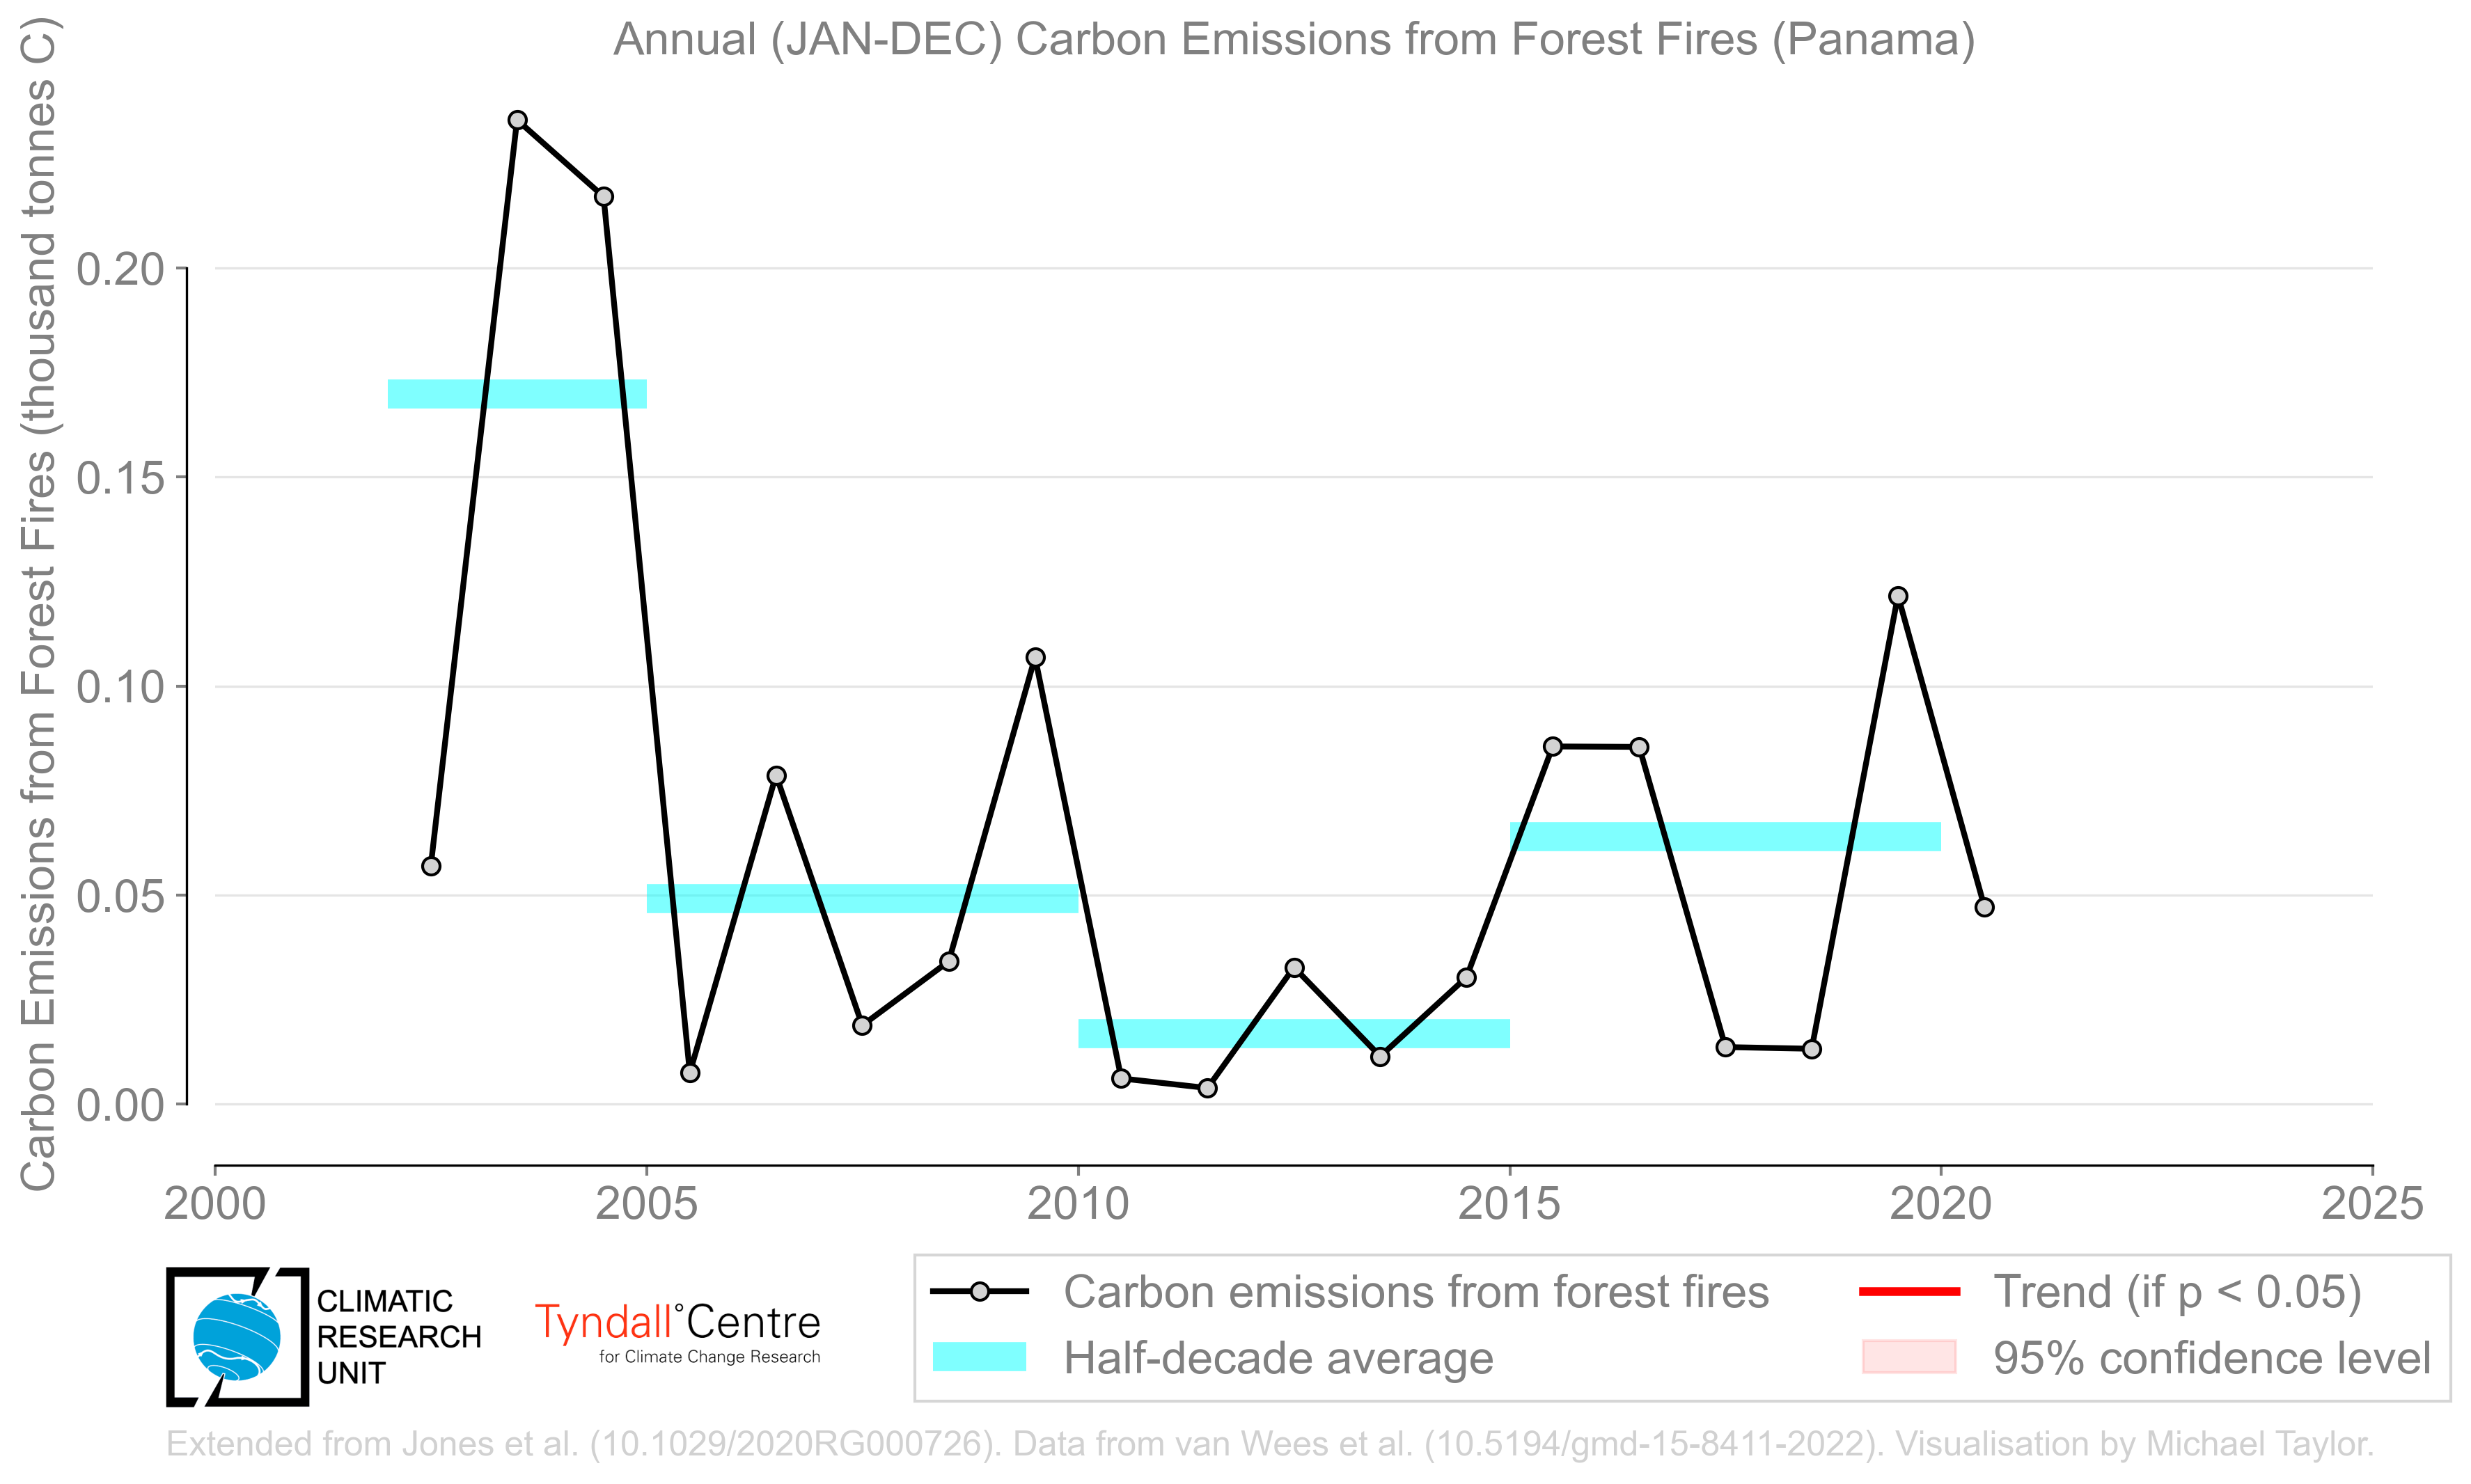 Annual (JAN-DEC) Carbon Emissions from Forest Fires (Panama)
Carbon Emissions from Forest Fires (thousand tonnes C)
0.20
0.15
0.10
0.05
0.00
2000 2005 2010 2015 2020 2025
CLIMATIC
RESEARCH
UNIT
Tyndall°Centre
for Climate Change Research
Carbon emissions from forest fires
Half-decade average
Trend (if p < 0.05)
95% confidence level
Extended from Jones et al. (10.1029/2020RG000726). Data from van Wees et al. (10.5194/gmd-15-8411-2022). Visualisation by Michael Taylor.